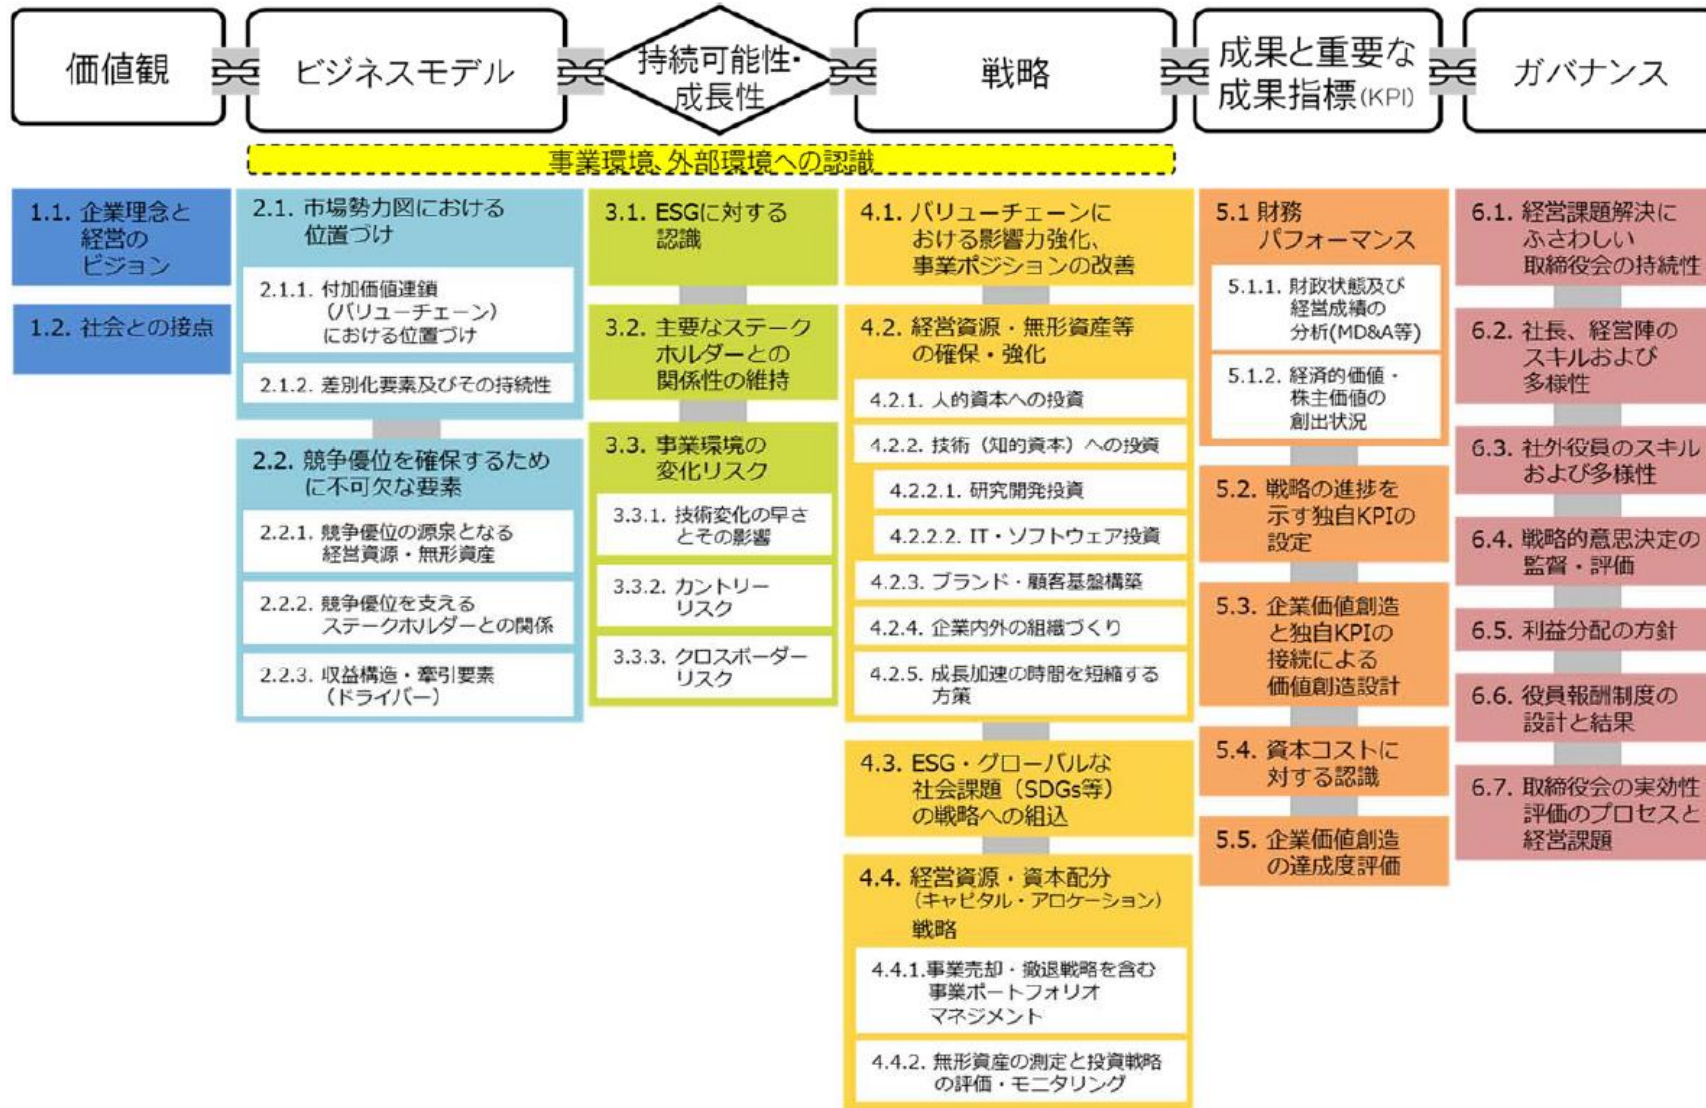 価値観
ビジネスモデル
持続可能性・
成長性
戦略
成果と重要な
成果指標(KPI)
ガバナンス
事業環境、外部環境への認識
1.1. 企業理念と
経営の
ビジョン
1.2. 社会との接点
2.1. 市場勢力図における
位置づけ
2.1.1. 付加価値連鎖
(バリューチェーン)
における位置づけ
2.1.2. 差別化要素及びその持続性
2.2. 競争優位を確保するため
に不可欠な要素
2.2.1. 競争優位の源泉となる
経営資源・無形資産
2.2.2. 競争優位を支える
ステークホルダーとの関係
2.2.3. 収益構造・牽引要素
(ドライバー)
3.1. ESGに対する
認識
3.2. 主要なステーク
ホルダーとの
関係性の維持
3.3. 事業環境の
変化リスク
3.3.1. 技術変化の早さ
とその影響
3.3.2. カントリー
リスク
3.3.3. クロスボーダー
リスク
4.1. バリューチェーンに
おける影響力強化、
事業ポジションの改善
4.2. 経営資源・無形資産等
の確保・強化
4.2.1. 人的資本への投資
4.2.2. 技術（知的資本）への投資
4.2.2.1. 研究開発投資
4.2.2.2. IT・ソフトウェア投資
4.2.3. ブランド・顧客基盤構築
4.2.4. 企業内外の組織づくり
4.2.5. 成長加速の時間を短縮する
方策
4.3. ESG・グローバルな
社会課題（SDGs等）
の戦略への組込
4.4. 経営資源・資本配分
(キャピタル・アロケーション)
戦略
4.4.1.事業売却・撤退戦略を含む
事業ポートフォリオ
マネジメント
4.4.2. 無形資産の測定と投資戦略
の評価・モニタリング
5.1 財務
パフォーマンス
5.1.1. 財政状態及び
経営成績の
分析(MD&A等)
5.1.2. 経済的価値・
株主価値の
創出状況
5.2. 戦略の進捗を
示す独自KPIの
設定
5.3. 企業価値創造
と独自KPIの
接続による
価値創造設計
5.4. 資本コストに
対する認識
5.5. 企業価値創造
の達成度評価
6.1. 経営課題解決に
ふさわしい
取締役会の持続性
6.2. 社長、経営陣の
スキルおよび
多様性
6.3. 社外役員のスキル
および多様性
6.4. 戦略的意思決定の
監督・評価
6.5. 利益分配の方針
6.6. 役員報酬制度の
設計と結果
6.7. 取締役会の実効性
評価のプロセスと
経営課題